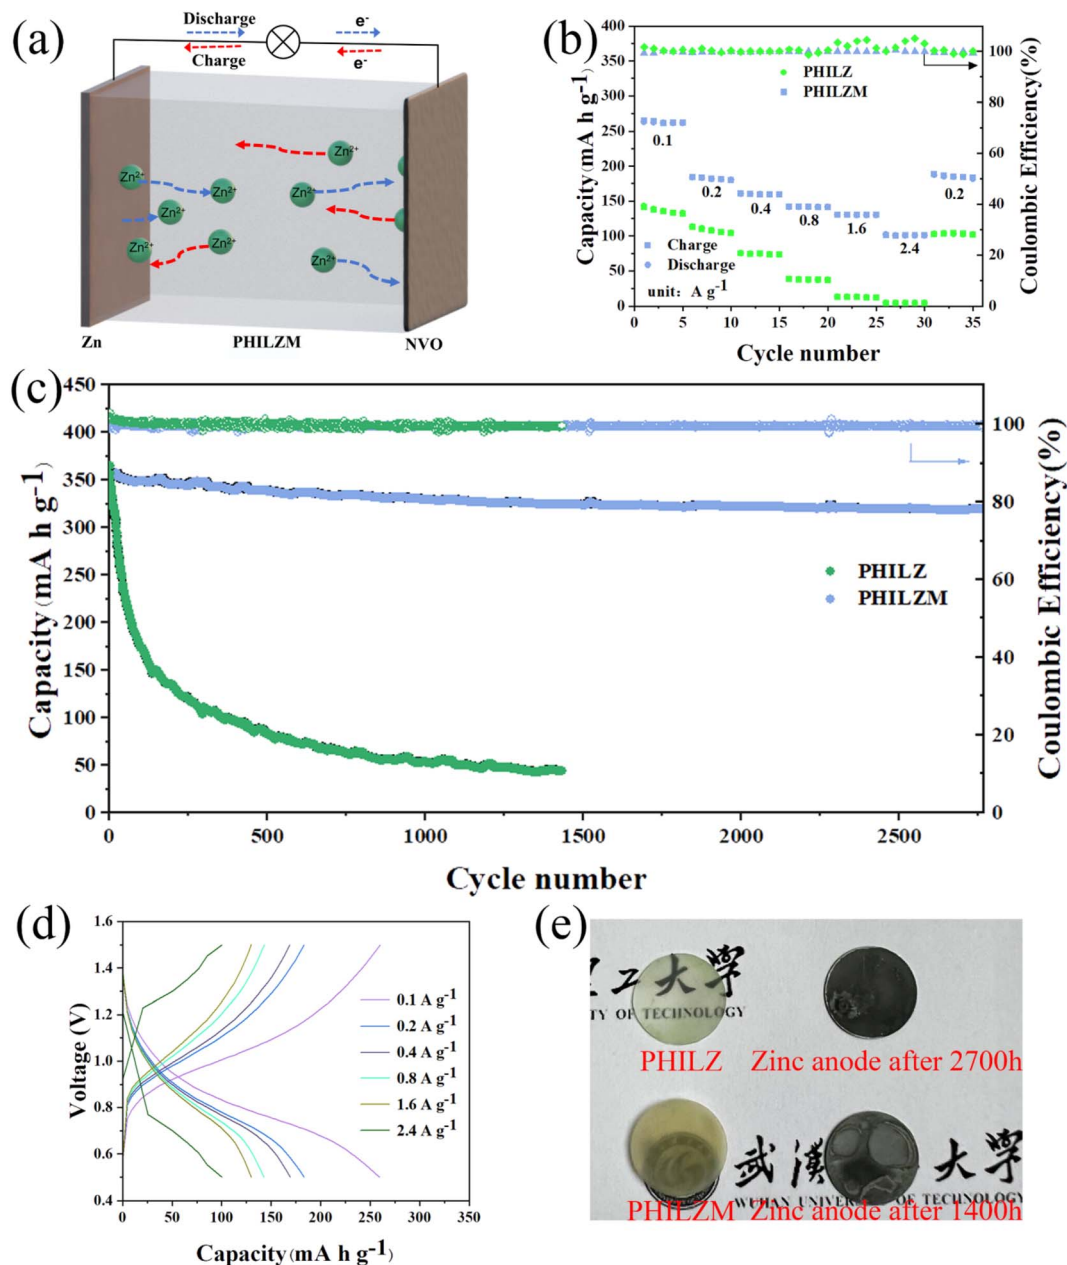 (a)
Discharge
Charge
e-
e-
Zn2+
Zn2+
Zn2+
Zn2+
Zn2+
Zn2+
Zn2+
Zn2+
Zn
PHILZM
NVO
(b)
400
350
300
250
200
150
100
50
0
Capacity(mA h g-1)
100
80
60
40
20
0
Coulombic Efficiency(%)
PHILZ
PHILZM
0.1
0.2
0.4
0.8
1.6
2.4
0.2
Charge
Discharge
unit: A g-1
0 5 10 15 20 25 30 35
Cycle number
(c)
450
400
350
300
250
200
150
100
50
0
Capacity(mA h g-1)
100
80
60
40
20
0
Coulombic Efficiency(%)
PHILZ
PHILZM
0 500 1000 1500 2000 2500
Cycle number
(d)
1.6
1.4
1.2
1.0
0.8
0.6
0.4
Voltage (V)
0.1 A g-1
0.2 A g-1
0.4 A g-1
0.8 A g-1
1.6 A g-1
2.4 A g-1
0 50 100 150 200 250 300 350
Capacity(mA h g-1)
(e)
理工大学
ITY OF TECHNOLOGY
PHILZ Zinc anode after 2700h
武汉 大学
WUHAN UNIVER OF TECHNOLOGY
PHILZM Zinc anode after 1400h